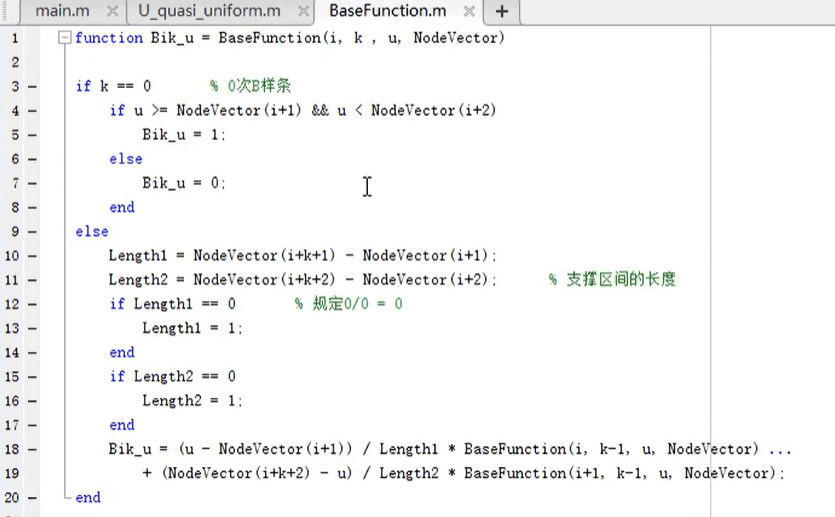 main.m × U_quasi_uniform.m × BaseFunction.m × +
1 function Bik_u = BaseFunction(i, k , u, NodeVector)
2
3 – if k == 0 % 0次B样条
4 – if u >= NodeVector(i+1) && u < NodeVector(i+2)
5 – Bik_u = 1;
6 – else
7 – Bik_u = 0;
8 – end
9 – else
10 – Length1 = NodeVector(i+k+1) - NodeVector(i+1);
11 – Length2 = NodeVector(i+k+2) - NodeVector(i+2); % 支撑区间的长度
12 – if Length1 == 0 % 规定0/0 = 0
13 – Length1 = 1;
14 – end
15 – if Length2 == 0
16 – Length2 = 1;
17 – end
18 – Bik_u = (u - NodeVector(i+1)) / Length1 * BaseFunction(i, k-1, u, NodeVector) ...
19 + (NodeVector(i+k+2) - u) / Length2 * BaseFunction(i+1, k-1, u, NodeVector);
20 – end